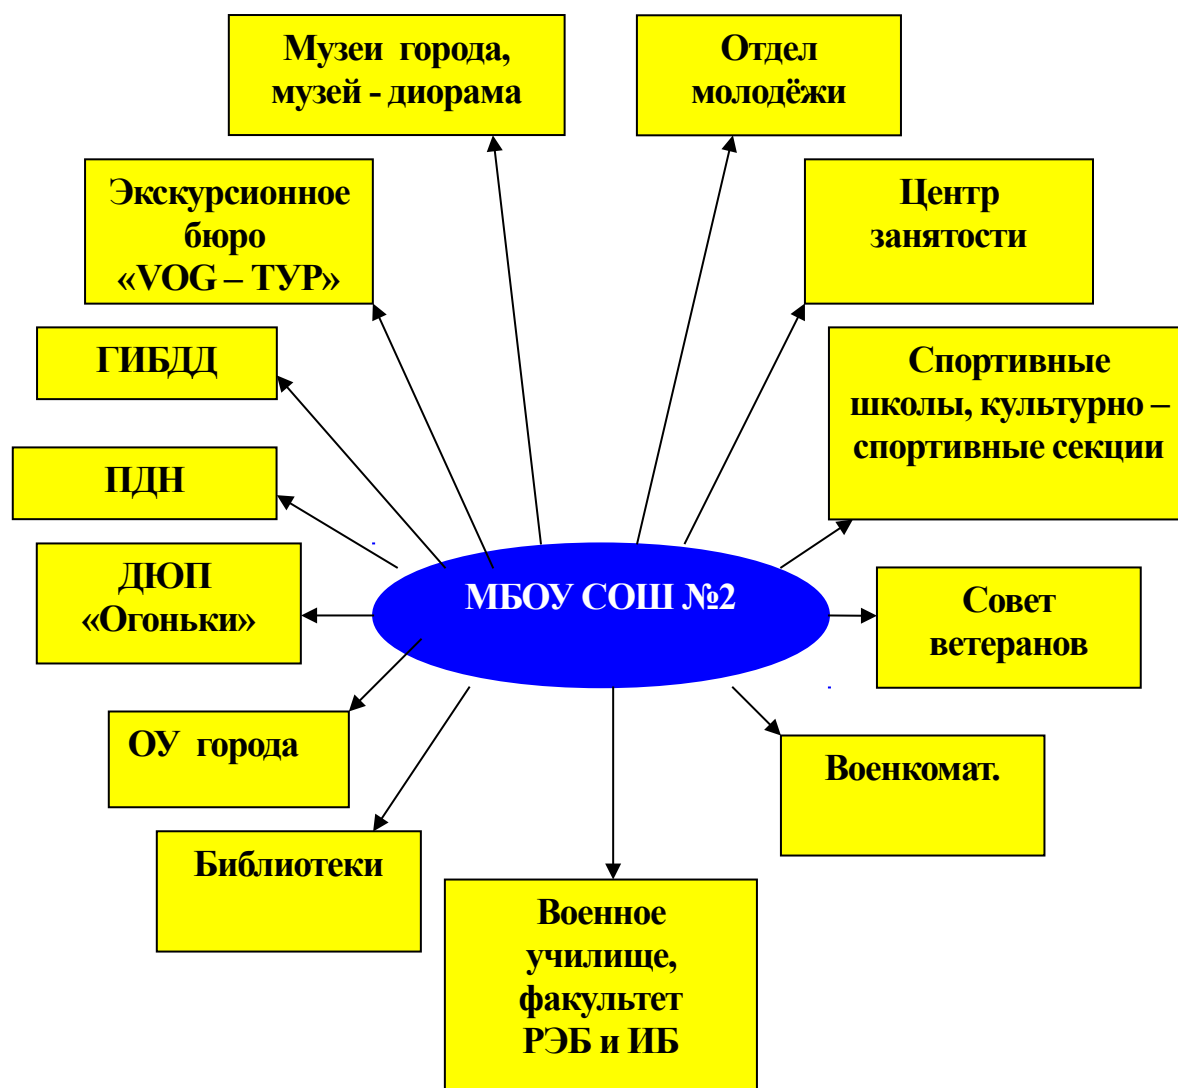 Музеи города,
музей - диорама
Отдел
молодёжи
Экскурсионное
бюро
«VOG – ТУР»
Центр
занятости
ГИБДД
Спортивные
школы, культурно –
спортивные секции
ПДН
ДЮП
«Огоньки»
МБОУ СОШ №2
Совет
ветеранов
ОУ города
Военкомат.
Библиотеки
Военное
училище,
факультет
РЭБ и ИБ